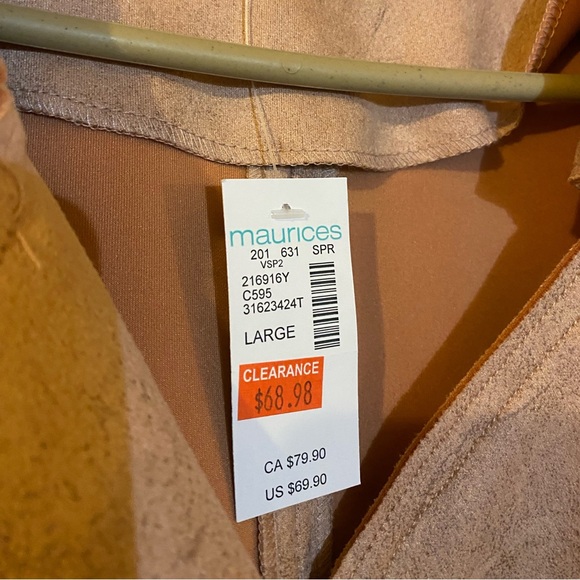 maurices
201 631 SPR
VSP2
216916Y
C595
31623424T
LARGE
CLEARANCE
$68.98
CA $79.90
US $69.90